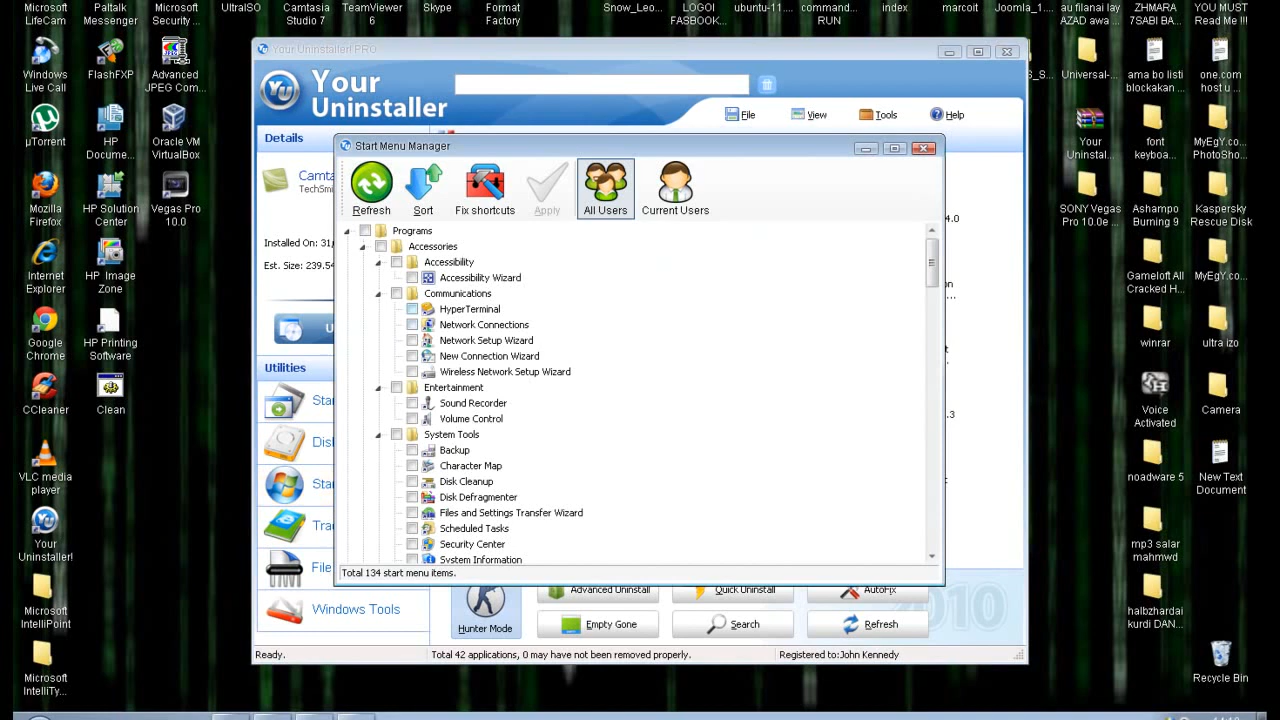 Microsoft LifeCam
Paltalk Messenger
Microsoft Security ...
UltraISO
Camtasia Studio 7
TeamViewer 6
Skype
Format Factory
Snow_Leo...
LOGOI FASBOOK...
ubuntu-11....
command... RUN
index
marcoit
Joomla_1....
au filanai lay AZAD awa ...
ZHMARA 7SABI BA...
YOU MUST Read Me !!!
Windows Live Call
FlashFXP
Advanced JPEG Com...
µTorrent
HP Docume...
Oracle VM VirtualBox
Mozilla Firefox
HP Solution Center
Vegas Pro 10.0
Internet Explorer
HP Image Zone
Google Chrome
HP Printing Software
CCleaner
Clean
VLC media player
Your Uninstaller!
Microsoft IntelliPoint
Microsoft IntelliTy...
Your Uninstaller! PRO
YU
Your Uninstaller
File
View
Tools
Help
Details
Camta
TechSmi
Installed On: 31
Est. Size: 239.54
U
Utilities
Sta
Dis
Sta
Tra
File
Windows Tools
Start Menu Manager
Refresh
Sort
Fix shortcuts
Apply
All Users
Current Users
Programs
Accessories
Accessibility
Accessibility Wizard
Communications
HyperTerminal
Network Connections
Network Setup Wizard
New Connection Wizard
Wireless Network Setup Wizard
Entertainment
Sound Recorder
Volume Control
System Tools
Backup
Character Map
Disk Cleanup
Disk Defragmenter
Files and Settings Transfer Wizard
Scheduled Tasks
Security Center
System Information
Total 134 start menu items.
4.0
...
t
.3
Hunter Mode
Advanced Uninstall
Quick Uninstall
AutoFix
Empty Gone
Search
Refresh
2010
Ready.
Total 42 applications, 0 may have not been removed properly.
Registered to:John Kennedy
_S...
Universal-...
ama bo listi blockakan ...
one.com host u ...
Your Uninstal...
font keyboa...
MyEgY.co... PhotoSho...
SONY Vegas Pro 10.0e ...
Ashampo Burning 9
Kaspersky Rescue Disk
Gameloft All Cracked H...
MyEgY.co...
winrar
ultra izo
Voice Activated
Camera
noadware 5
New Text Document
mp3 salar mahmwd
halbzhardai kurdi DAN...
Recycle Bin